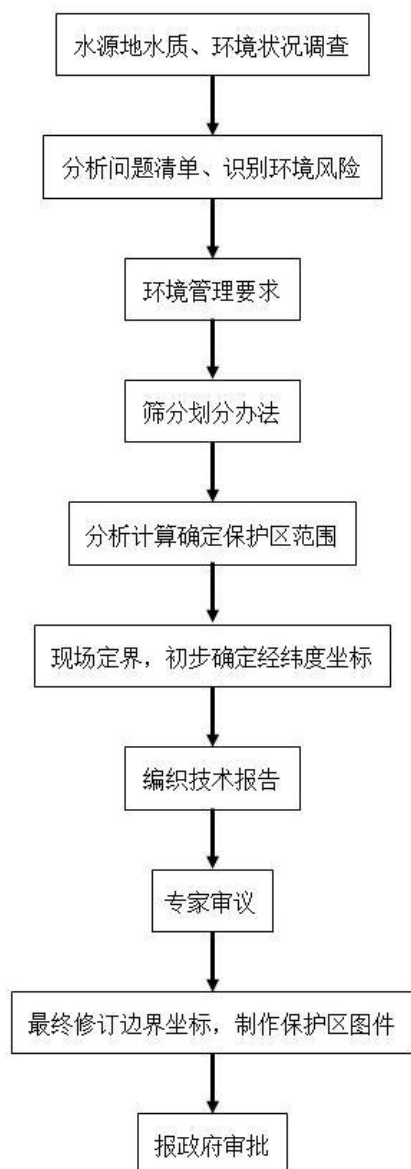 水源地水质、环境状况调查
分析问题清单、识别环境风险
环境管理要求
筛分划分办法
分析计算确定保护区范围
现场定界，初步确定经纬度坐标
编织技术报告
专家审议
最终修订边界坐标，制作保护区图件
报政府审批